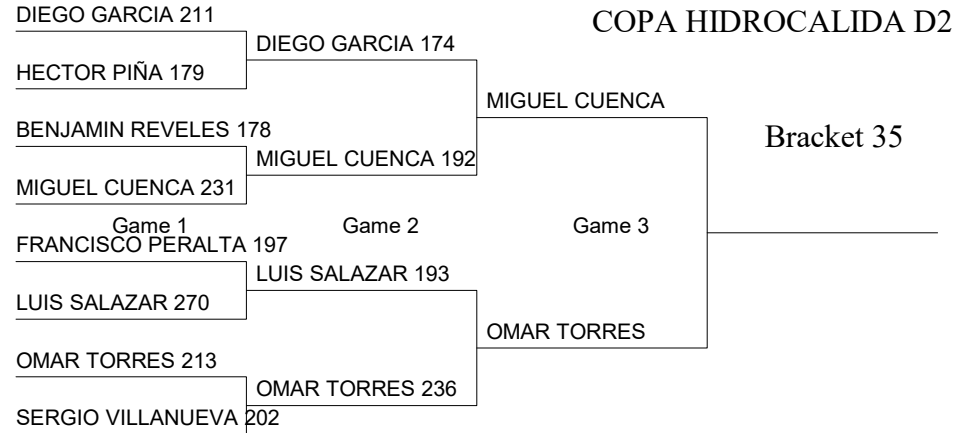 DIEGO GARCIA 211
COPA HIDROCALIDA D2
DIEGO GARCIA 174
HECTOR PIÑA 179
MIGUEL CUENCA
BENJAMIN REVELES 178
Bracket 35
MIGUEL CUENCA 192
MIGUEL CUENCA 231
Game 1
Game 2
Game 3
FRANCISCO PERALTA 197
LUIS SALAZAR 193
LUIS SALAZAR 270
OMAR TORRES
OMAR TORRES 213
OMAR TORRES 236
SERGIO VILLANUEVA 202